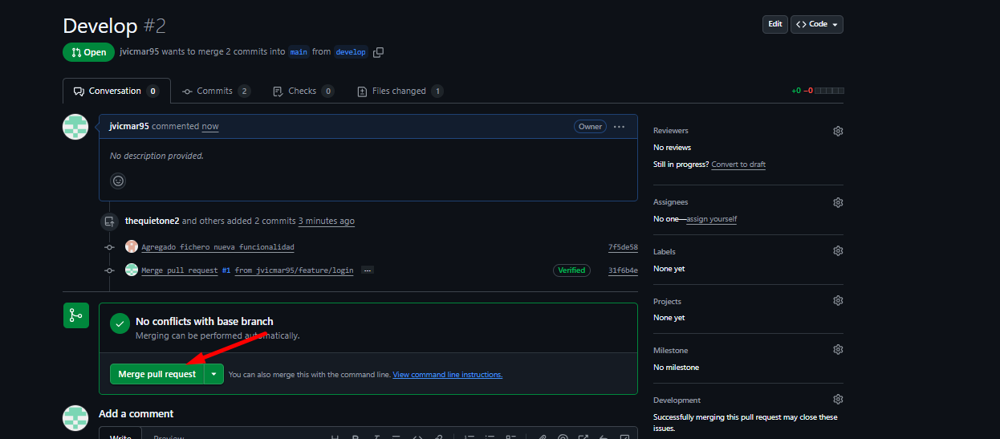 Develop #2
Edit
Code
Open
jvicmar95 wants to merge 2 commits into main from develop
Conversation 0
Commits 2
Checks 0
Files changed 1
+0 −0
jvicmar95 commented now
Owner
No description provided.
thequietone2 and others added 2 commits 3 minutes ago
Agregado fichero nueva funcionalidad
7f5de58
Merge pull request #1 from jvicmar95/feature/login
Verified
31f6b4e
No conflicts with base branch
Merging can be performed automatically.
Merge pull request
You can also merge this with the command line. View command line instructions.
Add a comment
Write
Preview
Reviewers
No reviews
Still in progress? Convert to draft
Assignees
No one—assign yourself
Labels
None yet
Projects
None yet
Milestone
No milestone
Development
Successfully merging this pull request may close these
issues.